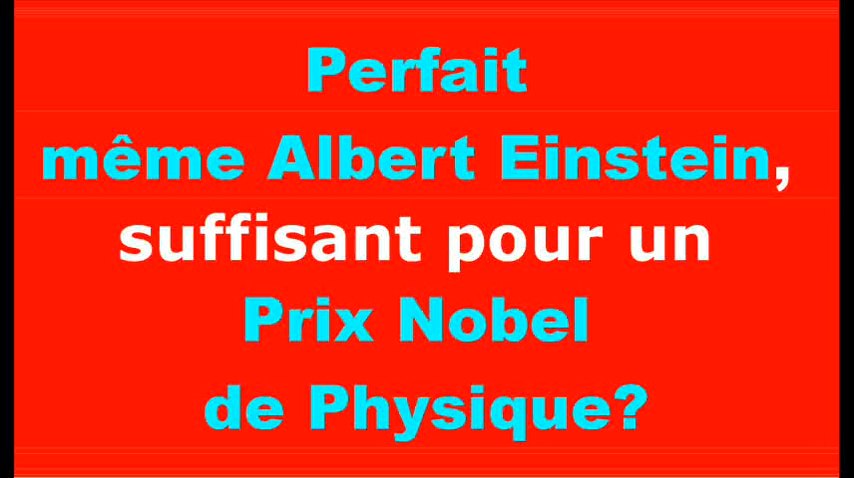 Perfait
même Albert Einstein,
suffisant pour un
Prix Nobel
de Physique?